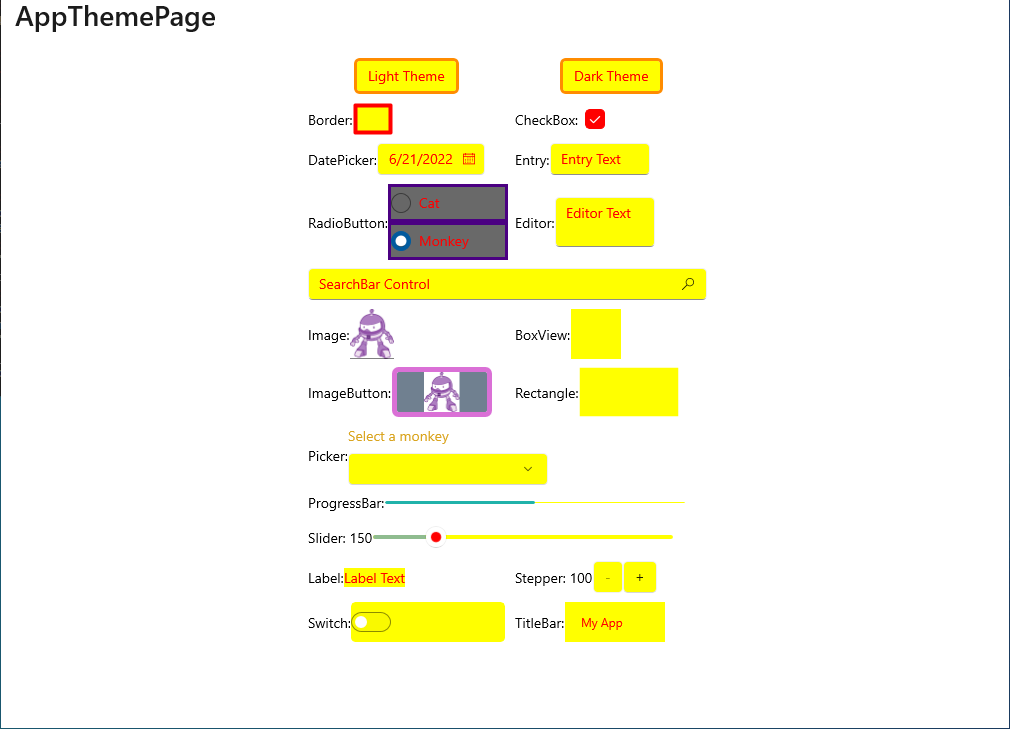 AppThemePage
Light Theme Dark Theme
Border: CheckBox:
DatePicker: 6/21/2022 Entry: Entry Text
RadioButton: Cat
Monkey
Editor: Editor Text
SearchBar Control
Image: BoxView:
ImageButton: Rectangle:
Select a monkey
Picker:
ProgressBar:
Slider: 150
Label: Label Text Stepper: 100 - +
Switch: TitleBar: My App